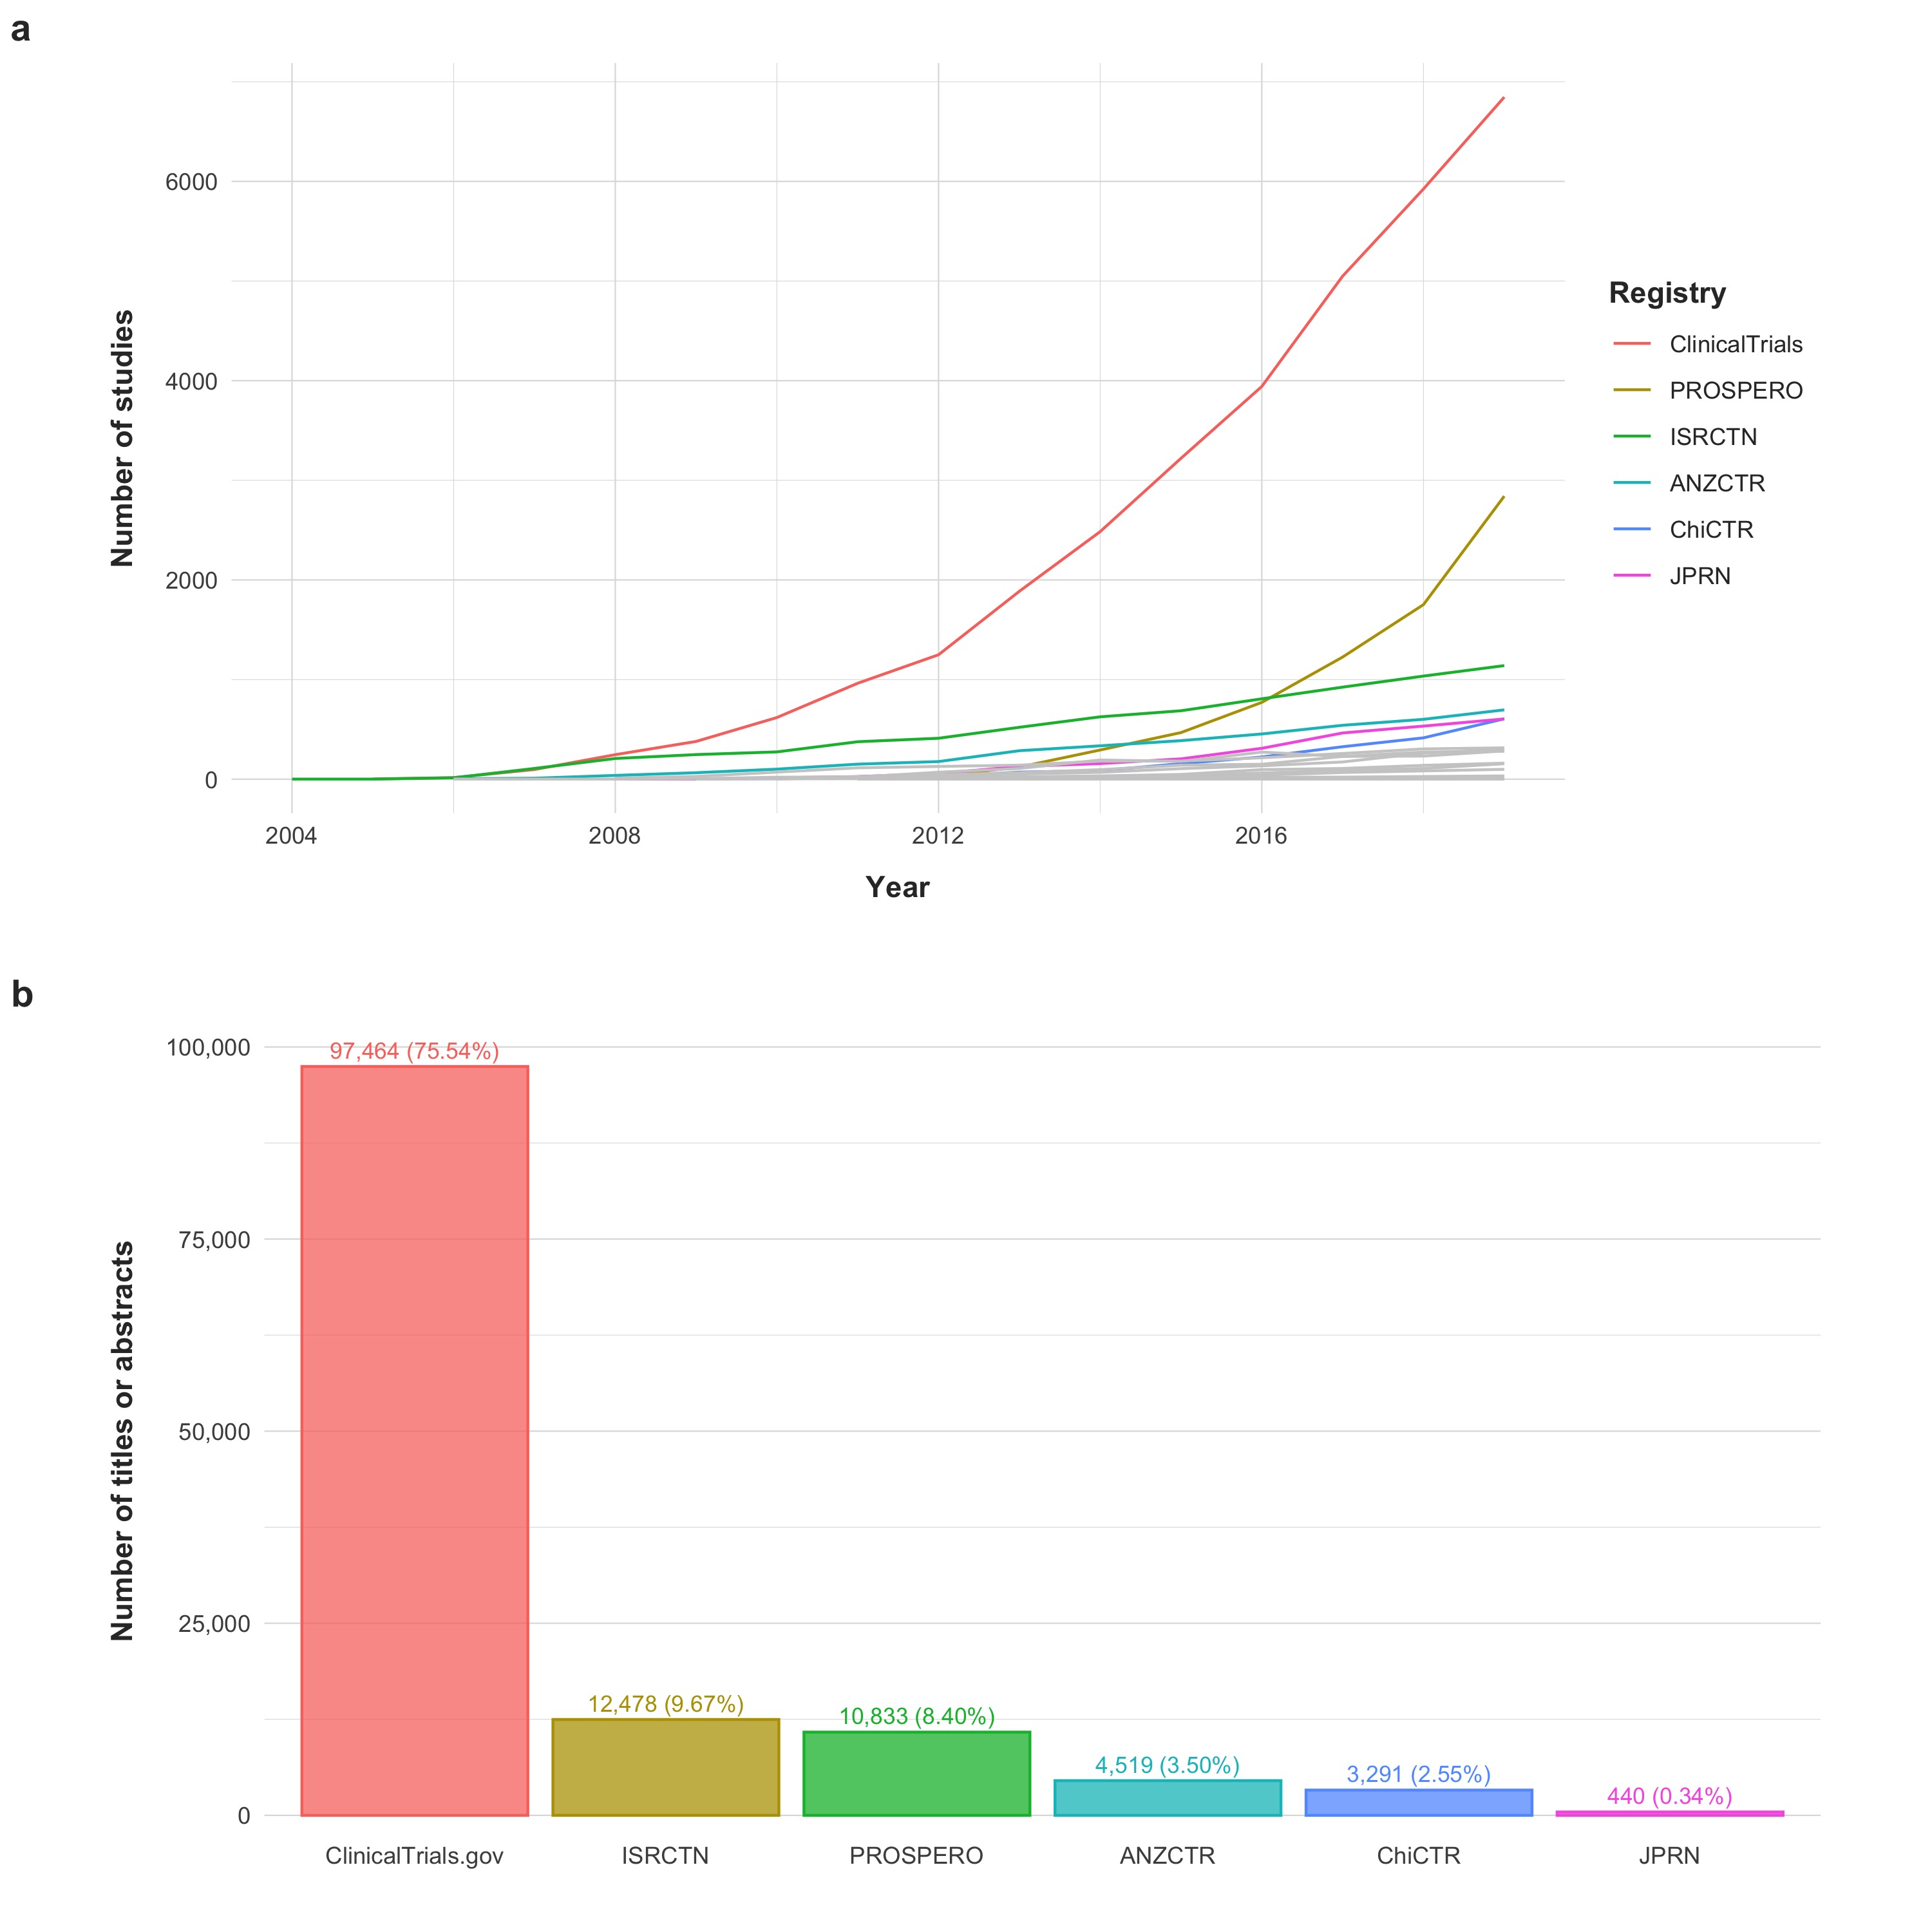 a
Number of studies
6000
4000
2000
0
2004
2008
2012
2016
Year
Registry
ClinicalTrials
PROSPERO
ISRCTN
ANZCTR
ChiCTR
JPRN
b
Number of titles or abstracts
100,000
75,000
50,000
25,000
0
97,464 (75.54%)
12,478 (9.67%)
10,833 (8.40%)
4,519 (3.50%)
3,291 (2.55%)
440 (0.34%)
ClinicalTrials.gov
ISRCTN
PROSPERO
ANZCTR
ChiCTR
JPRN